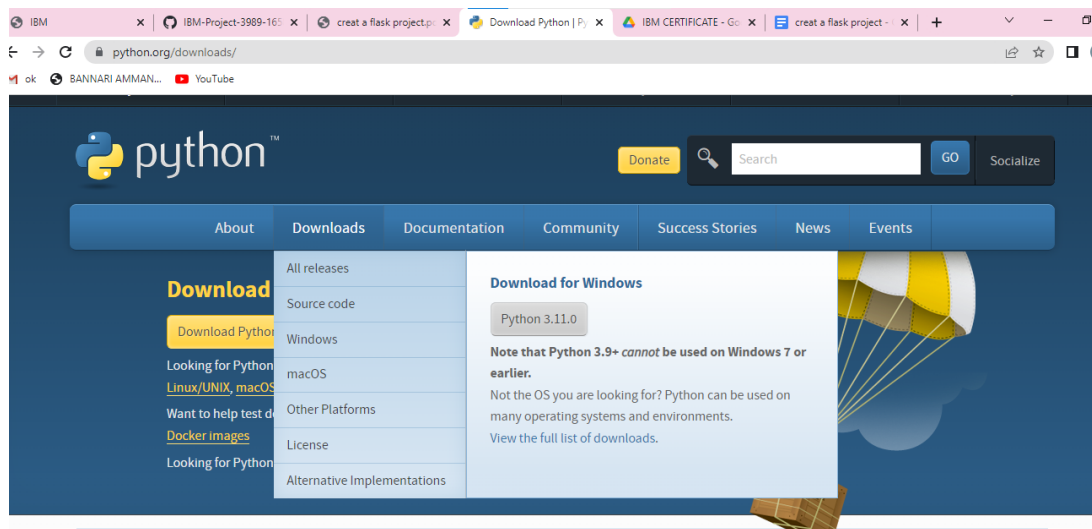 IBM
IBM-Project-3989-165
creat a flask project.pd
Download Python | Py
IBM CERTIFICATE - Go
creat a flask project -
python.org/downloads/
ok
BANNARI AMMAN...
YouTube
python™
Donate
Search
GO
Socialize
About
Downloads
Documentation
Community
Success Stories
News
Events
All releases
Source code
Windows
macOS
Other Platforms
License
Alternative Implementations
Download for Windows
Python 3.11.0
Note that Python 3.9+ cannot be used on Windows 7 or
earlier.
Not the OS you are looking for? Python can be used on
many operating systems and environments.
View the full list of downloads.
Download
Download Python
Looking for Python
Linux/UNIX, macOS
Want to help test de
Docker images
Looking for Python